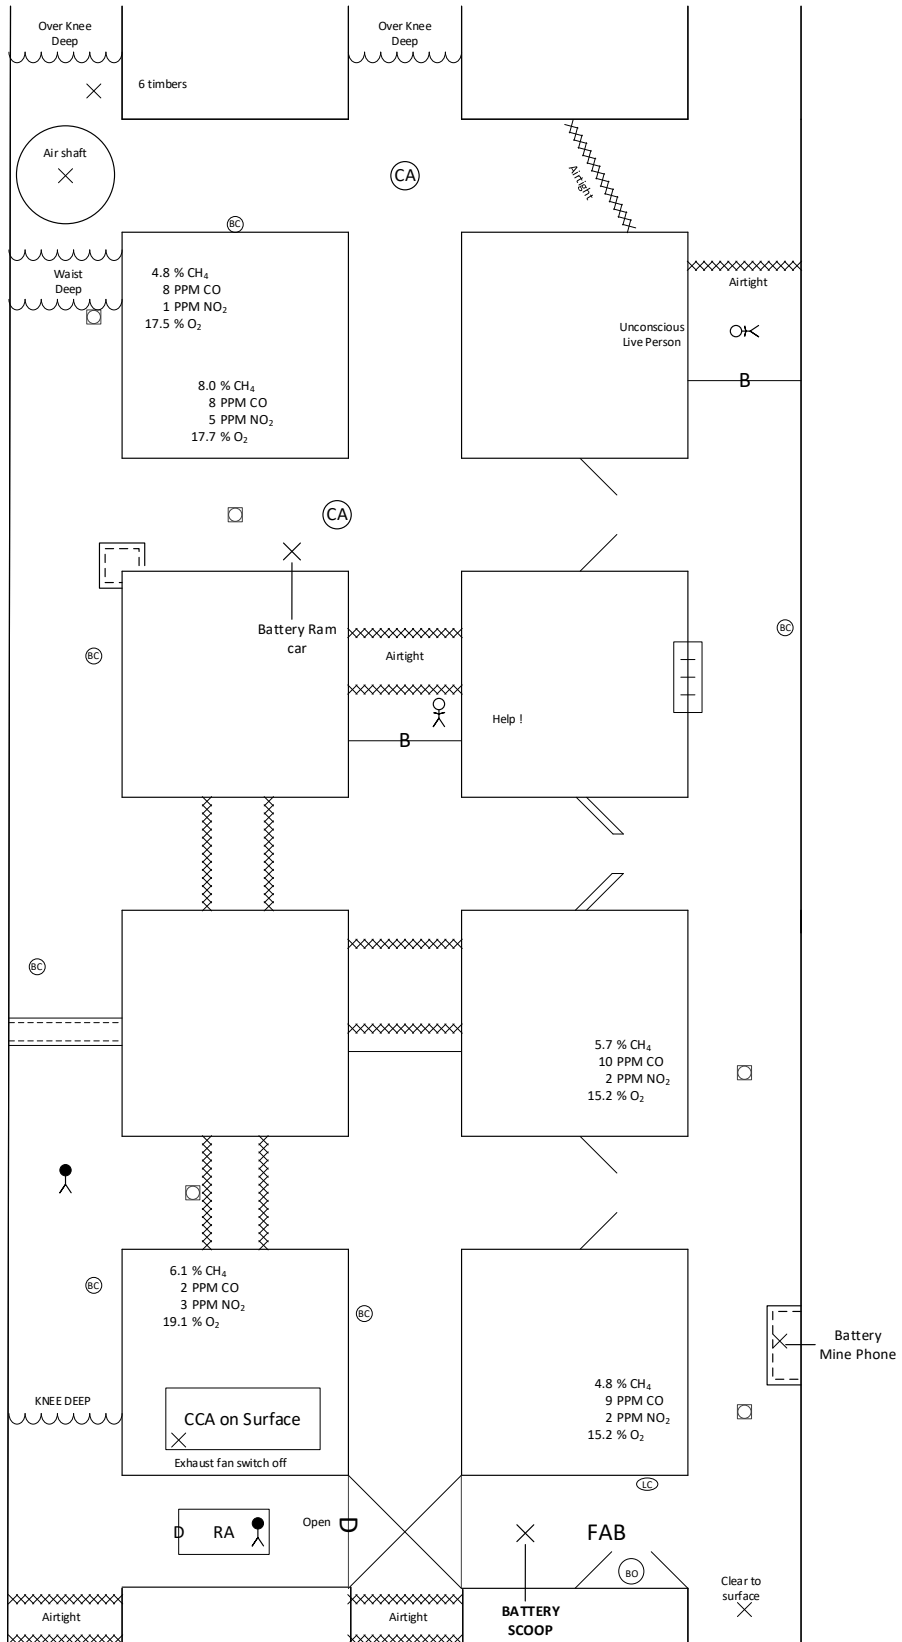 Over Knee
Deep
Over Knee
Deep
6 timbers
Air shaft
CA
Airtight
BC
Waist
Deep
4.8 % CH₄
8 PPM CO
1 PPM NO₂
17.5 % O₂
Airtight
Unconscious
Live Person
B
8.0 % CH₄
8 PPM CO
5 PPM NO₂
17.7 % O₂
CA
Battery Ram
car
BC
BC
Airtight
Help !
B
BC
5.7 % CH₄
10 PPM CO
2 PPM NO₂
15.2 % O₂
6.1 % CH₄
2 PPM CO
3 PPM NO₂
19.1 % O₂
BC
BC
Battery
Mine Phone
KNEE DEEP
CCA on Surface
Exhaust fan switch off
4.8 % CH₄
9 PPM CO
2 PPM NO₂
15.2 % O₂
LC
D
RA
Open
D
FAB
BO
BATTERY
SCOOP
Clear to
surface
Airtight
Airtight